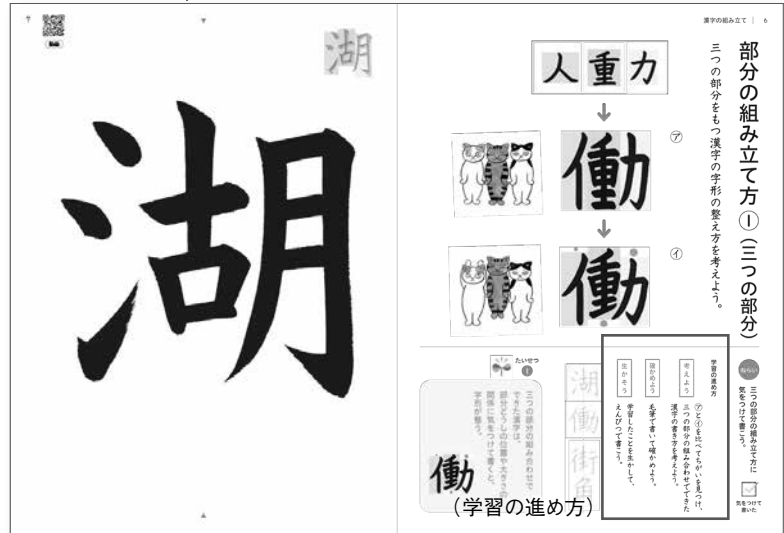 漢字の組み立て
6
部分の組み立て方①（三つの部分）
三つの部分をもつ漢字の字形の整え方を考えよう。
人 重 力
㋐
働
㋑
働
ねらい
三つの部分の組み立て方に
気をつけて書こう。
気をつけて
書いた
学習の進め方
考えよう
㋐と㋑を比べてちがいを見つけ、
三つの部分の組み合わせでできた
漢字の書き方を考えよう。
確かめよう
毛筆で書いて確かめよう。
生かそう
学習したことを生かして、
えんぴつで書こう。
湖
働
街
角
（学習の進め方）
たいせつ
1
三つの部分の組み合わせで
できた漢字は、
部分どうしの位置や大きさの
関係に気をつけて書くと、
字形が整う。
働
湖
湖